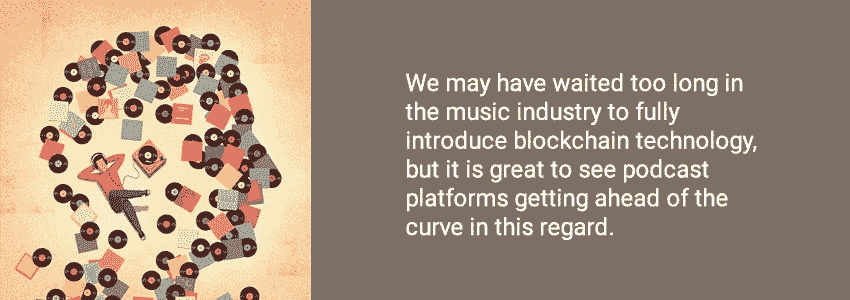 We may have waited too long in
the music industry to fully
introduce blockchain technology,
but it is great to see podcast
platforms getting ahead of the
curve in this regard.